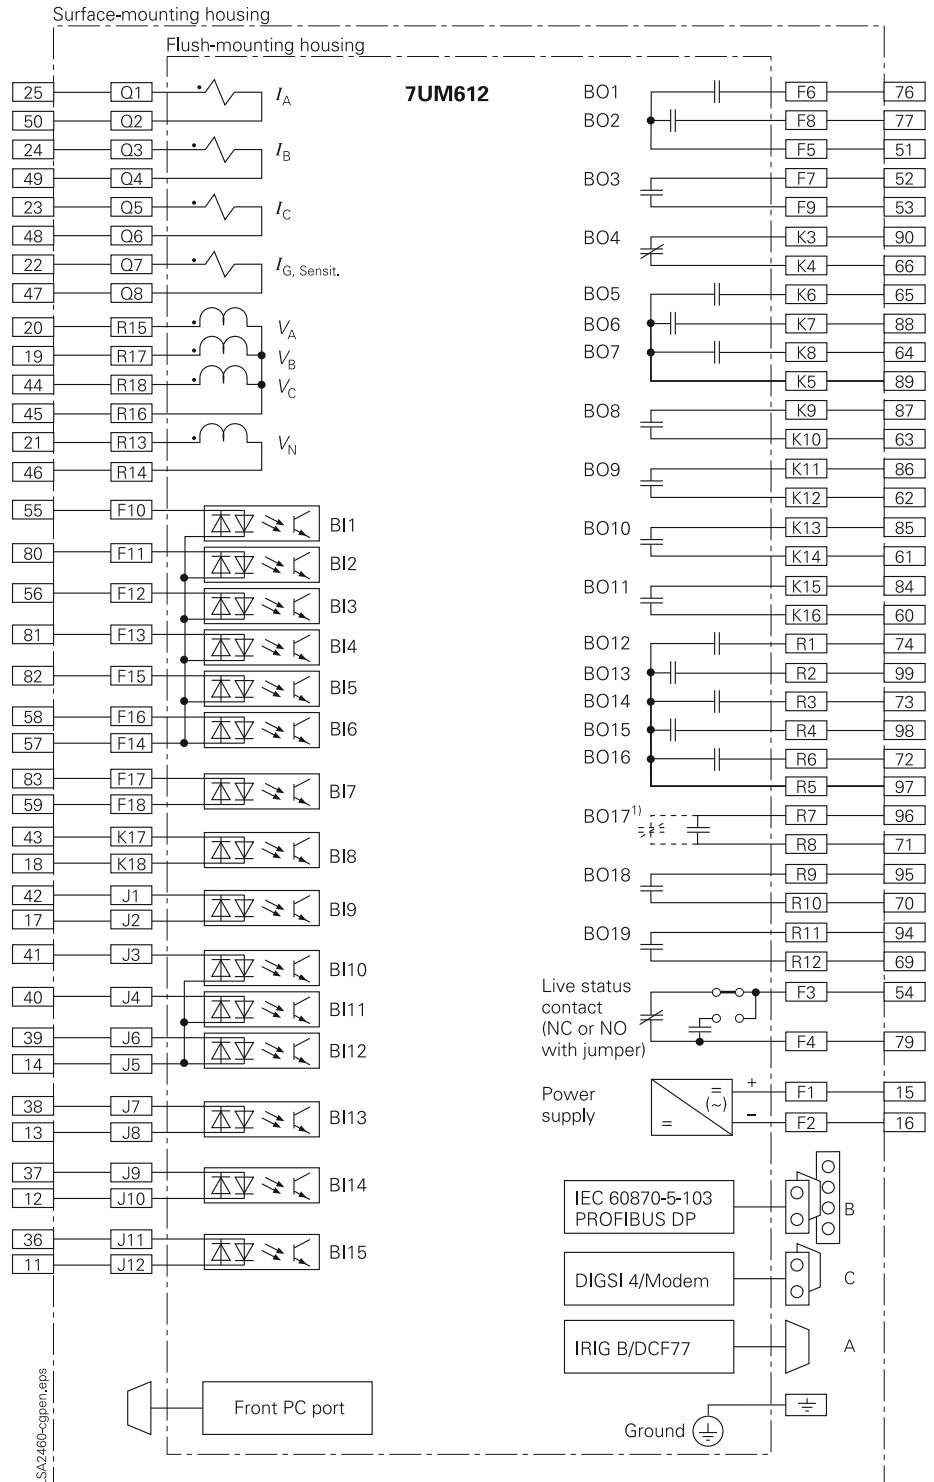 Surface-mounting housing
Flush-mounting housing
7UM612
25 Q1 I_A BO1 F6 76
50 Q2 BO2 F8 77
24 Q3 I_B F5 51
49 Q4 BO3 F7 52
23 Q5 I_C F9 53
48 Q6 BO4 K3 90
22 Q7 I_G, Sensit. K4 66
47 Q8 BO5 K6 65
20 R15 V_A BO6 K7 88
19 R17 V_B BO7 K8 64
44 R18 V_C K5 89
45 R16 BO8 K9 87
21 R13 V_N K10 63
46 R14 BO9 K11 86
K12 62
55 F10 BI1 BO10 K13 85
80 F11 BI2 K14 61
56 F12 BI3 BO11 K15 84
K16 60
81 F13 BI4 BO12 R1 74
82 F15 BI5 BO13 R2 99
BO14 R3 73
58 F16 BI6 BO15 R4 98
57 F14 BO16 R6 72
83 F17 BI7 R5 97
59 F18 BO17 1) R7 96
43 K17 BI8 R8 71
18 K18 BO18 R9 95
42 J1 BI9 R10 70
17 J2 BO19 R11 94
41 J3 BI10 R12 69
40 J4 BI11 Live status contact (NC or NO with jumper) F3 54
39 J6 BI12 F4 79
14 J5
38 J7 BI13 Power supply = (~) = + F1 15
13 J8 − F2 16
37 J9 BI14 IEC 60870-5-103
12 J10 PROFIBUS DP B
36 J11 BI15 DIGSI 4/Modem C
11 J12
IRIG B/DCF77 A
Front PC port
Ground
LSA2460-cgpen.eps